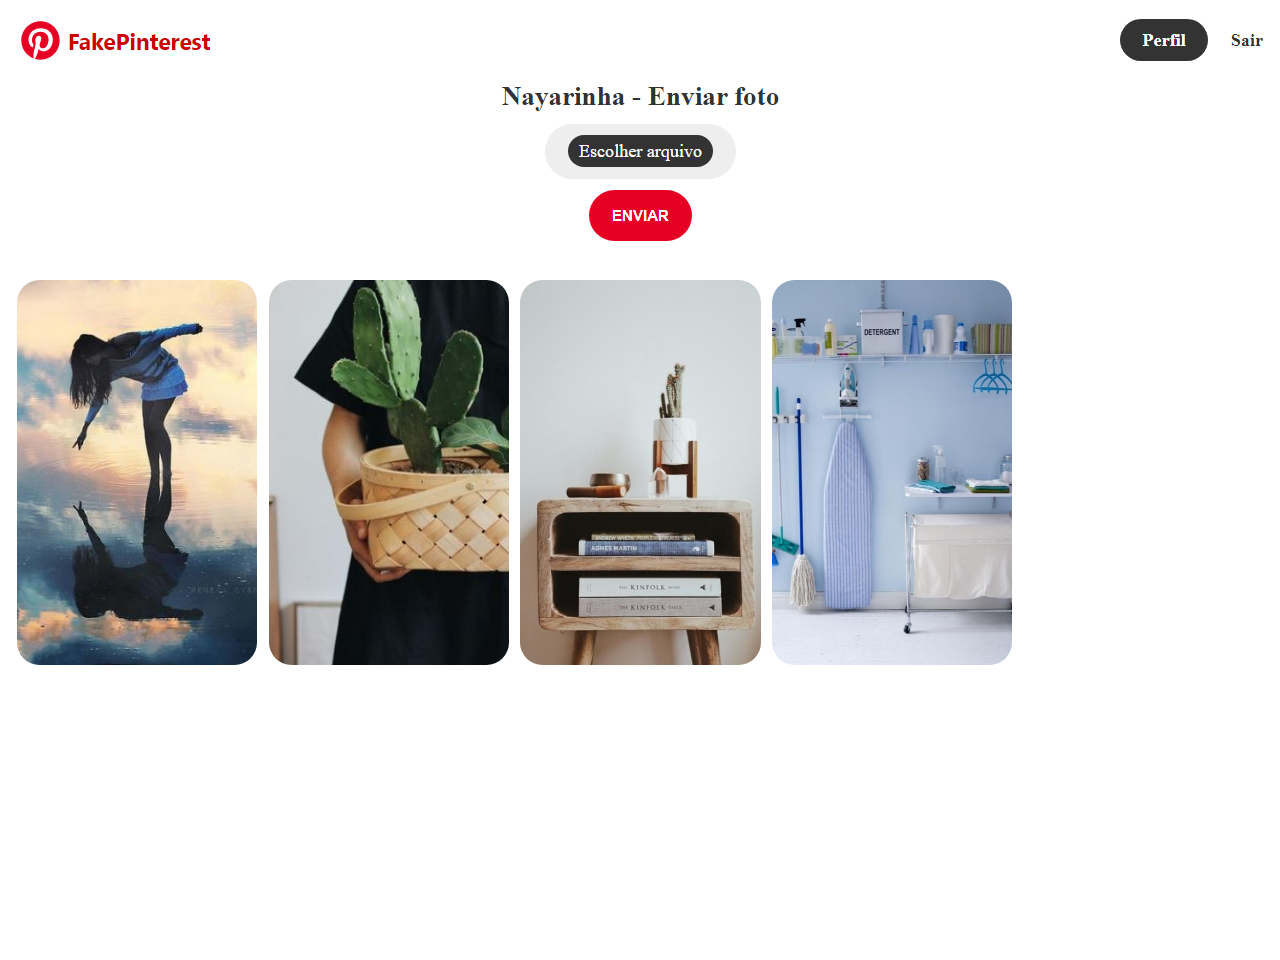 FakePinterest
Perfil
Sair
Nayarinha - Enviar foto
Escolher arquivo
ENVIAR
DETERGENT
AGNES MARTIN
THE KINFOLK HOME
THE KINFOLK TABLE